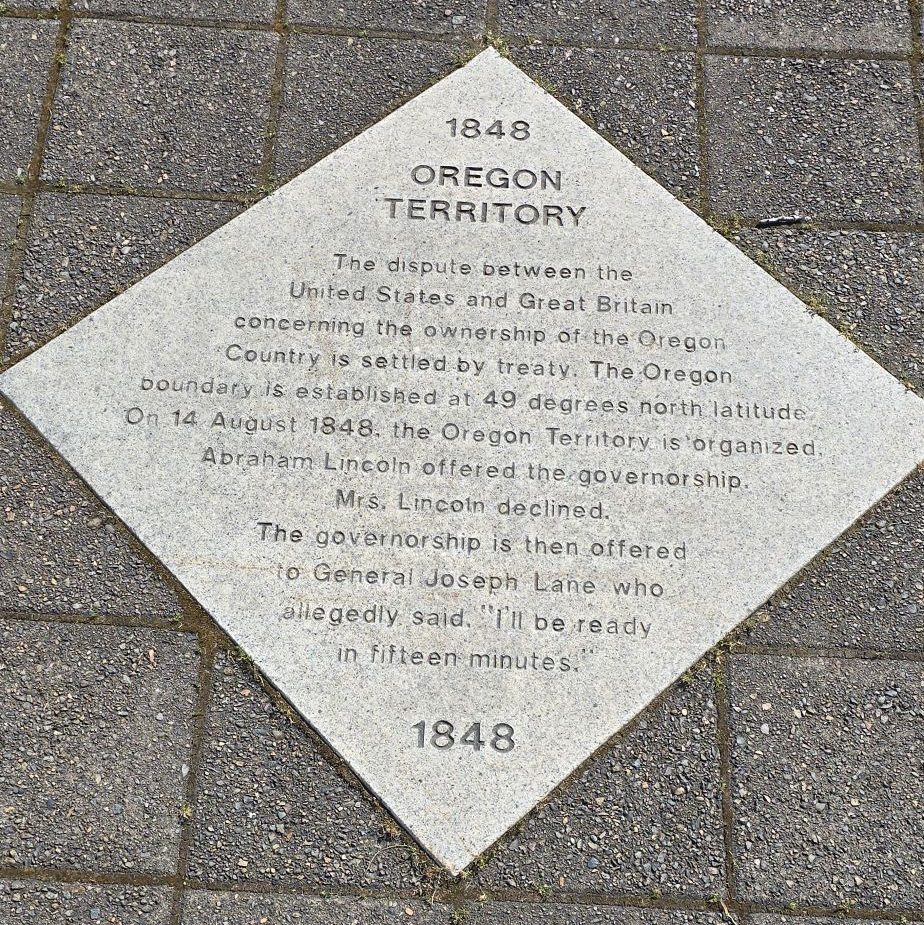 1848
OREGON
TERRITORY
The dispute between the
United States and Great Britain
concerning the ownership of the Oregon
Country is settled by treaty. The Oregon
boundary is established at 49 degrees north latitude.
On 14 August 1848, the Oregon Territory is organized.
Abraham Lincoln offered the governorship.
Mrs. Lincoln declined.
The governorship is then offered
to General Joseph Lane who
allegedly said, "I'll be ready
in fifteen minutes."
1848